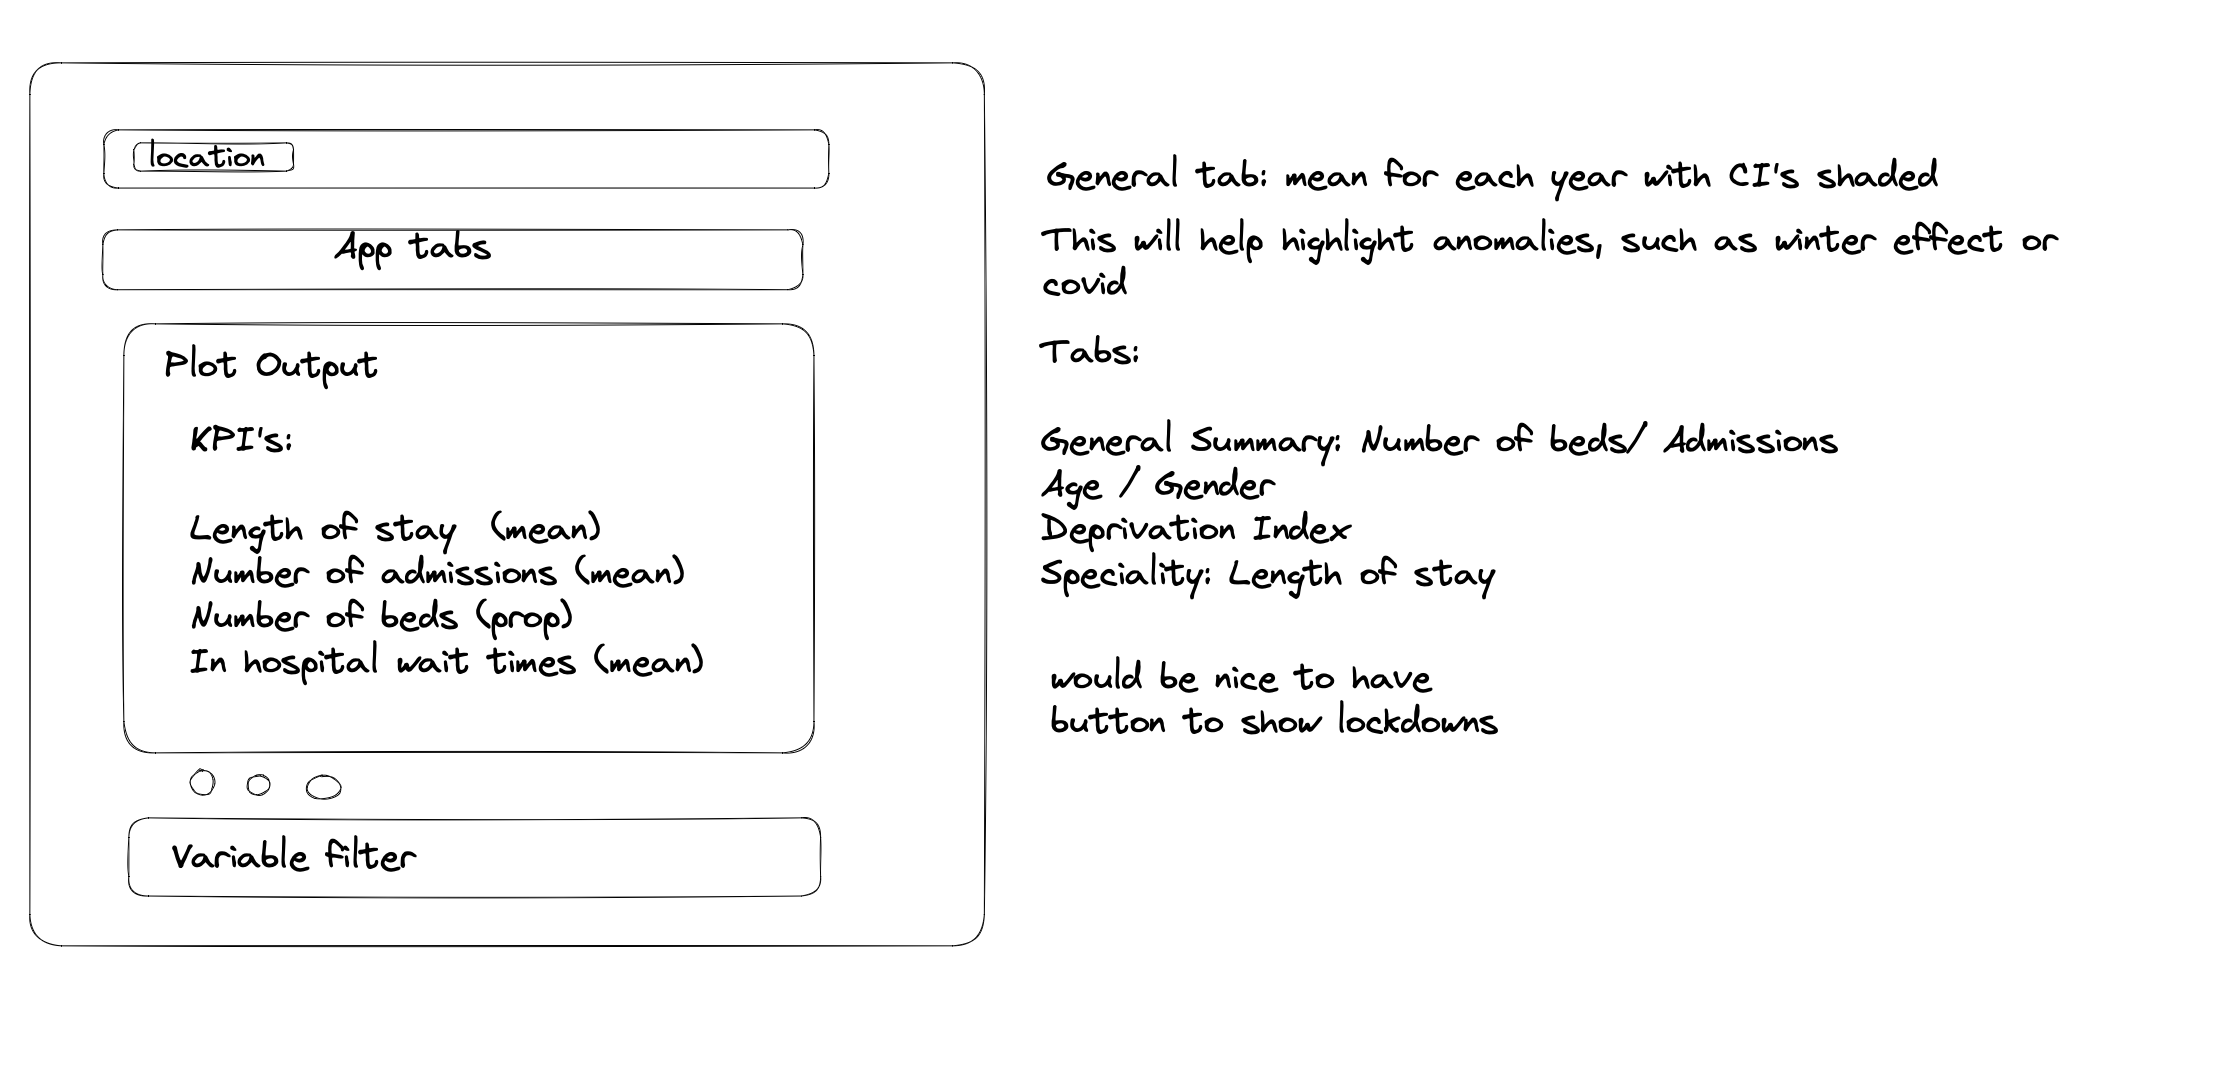 location
App tabs
Plot Output
KPI's:
Length of stay (mean)
Number of admissions (mean)
Number of beds (prop)
In hospital wait times (mean)
Variable filter
General tab: mean for each year with CI's shaded
This will help highlight anomalies, such as winter effect or
covid
Tabs:
General Summary: Number of beds/ Admissions
Age / Gender
Deprivation Index
Speciality: Length of stay
would be nice to have
button to show lockdowns